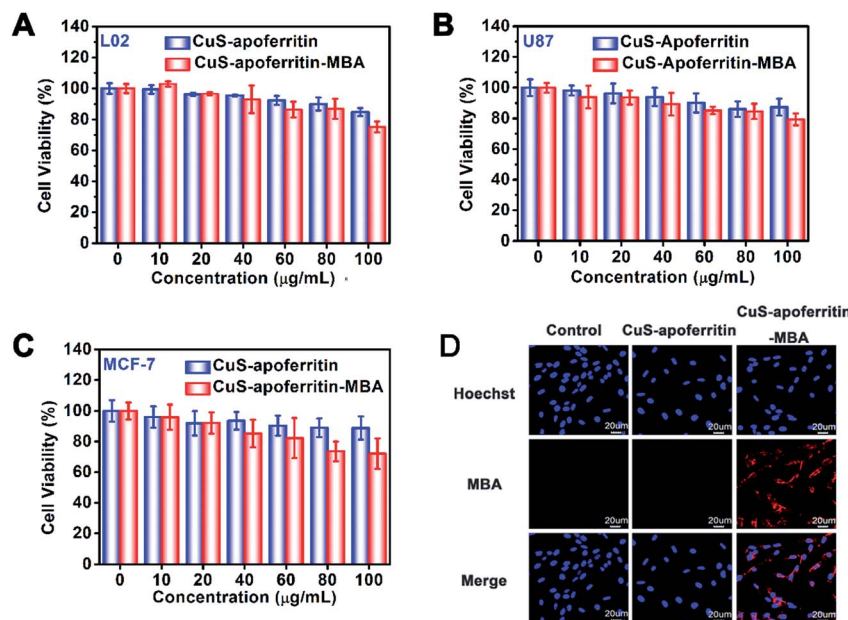 A
L02
CuS-apoferritin
CuS-apoferritin-MBA
Cell Viability (%)
140
120
100
80
60
40
20
0
0 10 20 40 60 80 100
Concentration (μg/mL)
B
U87
CuS-Apoferritin
CuS-Apoferritin-MBA
Cell Viability (%)
140
120
100
80
60
40
20
0
0 10 20 40 60 80 100
Concentration (μg/mL)
C
MCF-7
CuS-apoferritin
CuS-apoferritin-MBA
Cell Viability (%)
140
120
100
80
60
40
20
0
0 10 20 40 60 80 100
Concentration (μg/mL)
D
Control CuS-apoferritin CuS-apoferritin
-MBA
Hoechst
20um 20um 20um
MBA
20um 20um 20um
Merge
20um 20um 20um